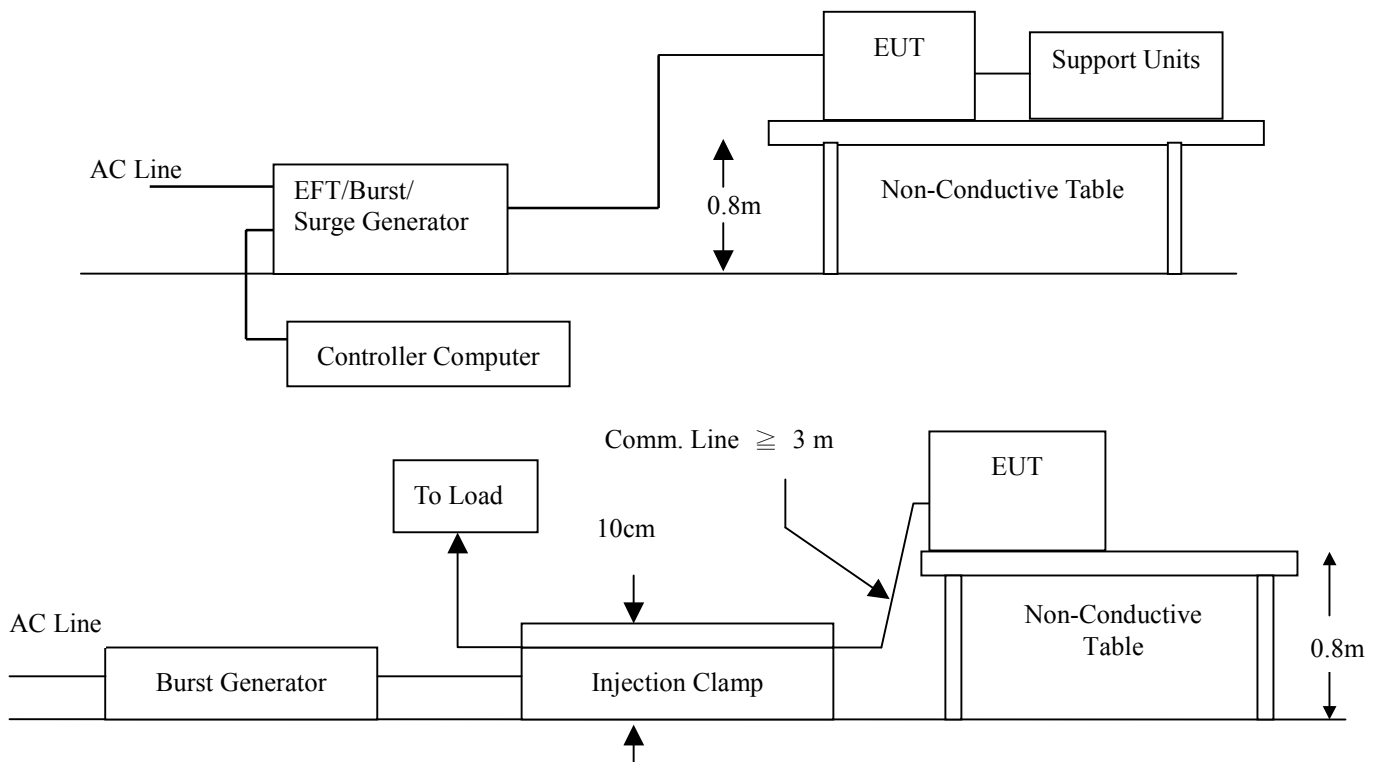 EUT
Support Units
AC Line
EFT/Burst/
Surge Generator
0.8m
Non-Conductive Table
Controller Computer
Comm. Line ≧ 3 m
EUT
To Load
10cm
AC Line
Non-Conductive
Table
0.8m
Burst Generator
Injection Clamp